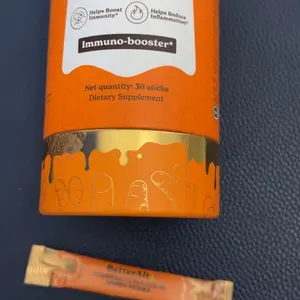 Helps Boost
Immunity*
Helps Reduce
Inflammation*
Immuno-booster*
Net quantity: 30 sticks
Dietary Supplement
BetterAlt